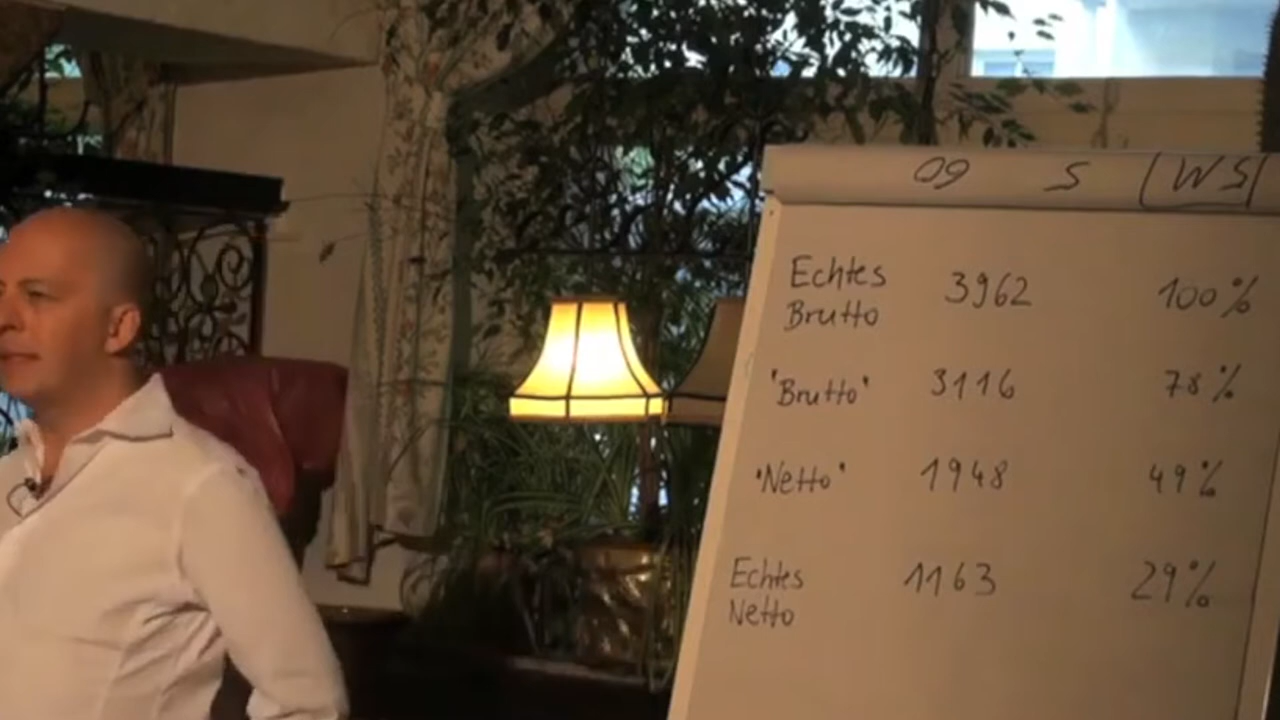 09 S (WS)
Echtes
Brutto 3962 100%
"Brutto" 3116 78%
"Netto" 1948 49%
Echtes
Netto 1163 29%